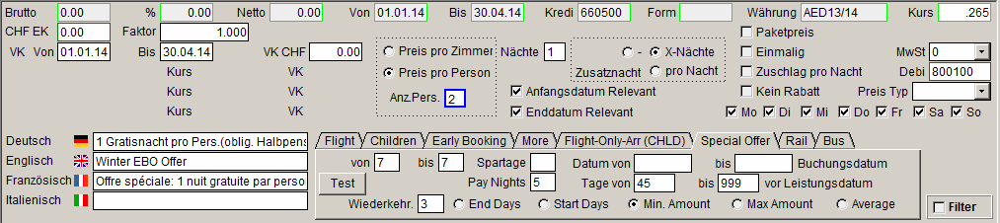 Brutto 0.00 % 0.00 Netto 0.00 Von 01.01.14 Bis 30.04.14 Kredi 660500 Form Währung AED13/14 Kurs .265
CHF EK 0.00 Faktor 1.000 Paketpreis
VK Von 01.01.14 Bis 30.04.14 VK CHF 0.00 Preis pro Zimmer Nächte 1 - X-Nächte Einmalig MwSt 0
Kurs VK Preis pro Person Zusatznacht pro Nacht Zuschlag pro Nacht Debi 800100
Kurs VK Anz.Pers. 2 Anfangsdatum Relevant Kein Rabatt Preis Typ
Kurs VK Enddatum Relevant Mo Di Mi Do Fr Sa So
Deutsch 1 Gratisnacht pro Pers.(oblig. Halbpens Flight Children Early Booking More Flight-Only-Arr (CHLD) Special Offer Rail Bus
Englisch Winter EBO Offer von 7 bis 7 Spartage Datum von bis Buchungsdatum
Französisch Offre spéciale: 1 nuit gratuite par perso Test Pay Nights 5 Tage von 45 bis 999 vor Leistungsdatum
Italienisch Wiederkehr. 3 End Days Start Days Min. Amount Max Amount Average Filter